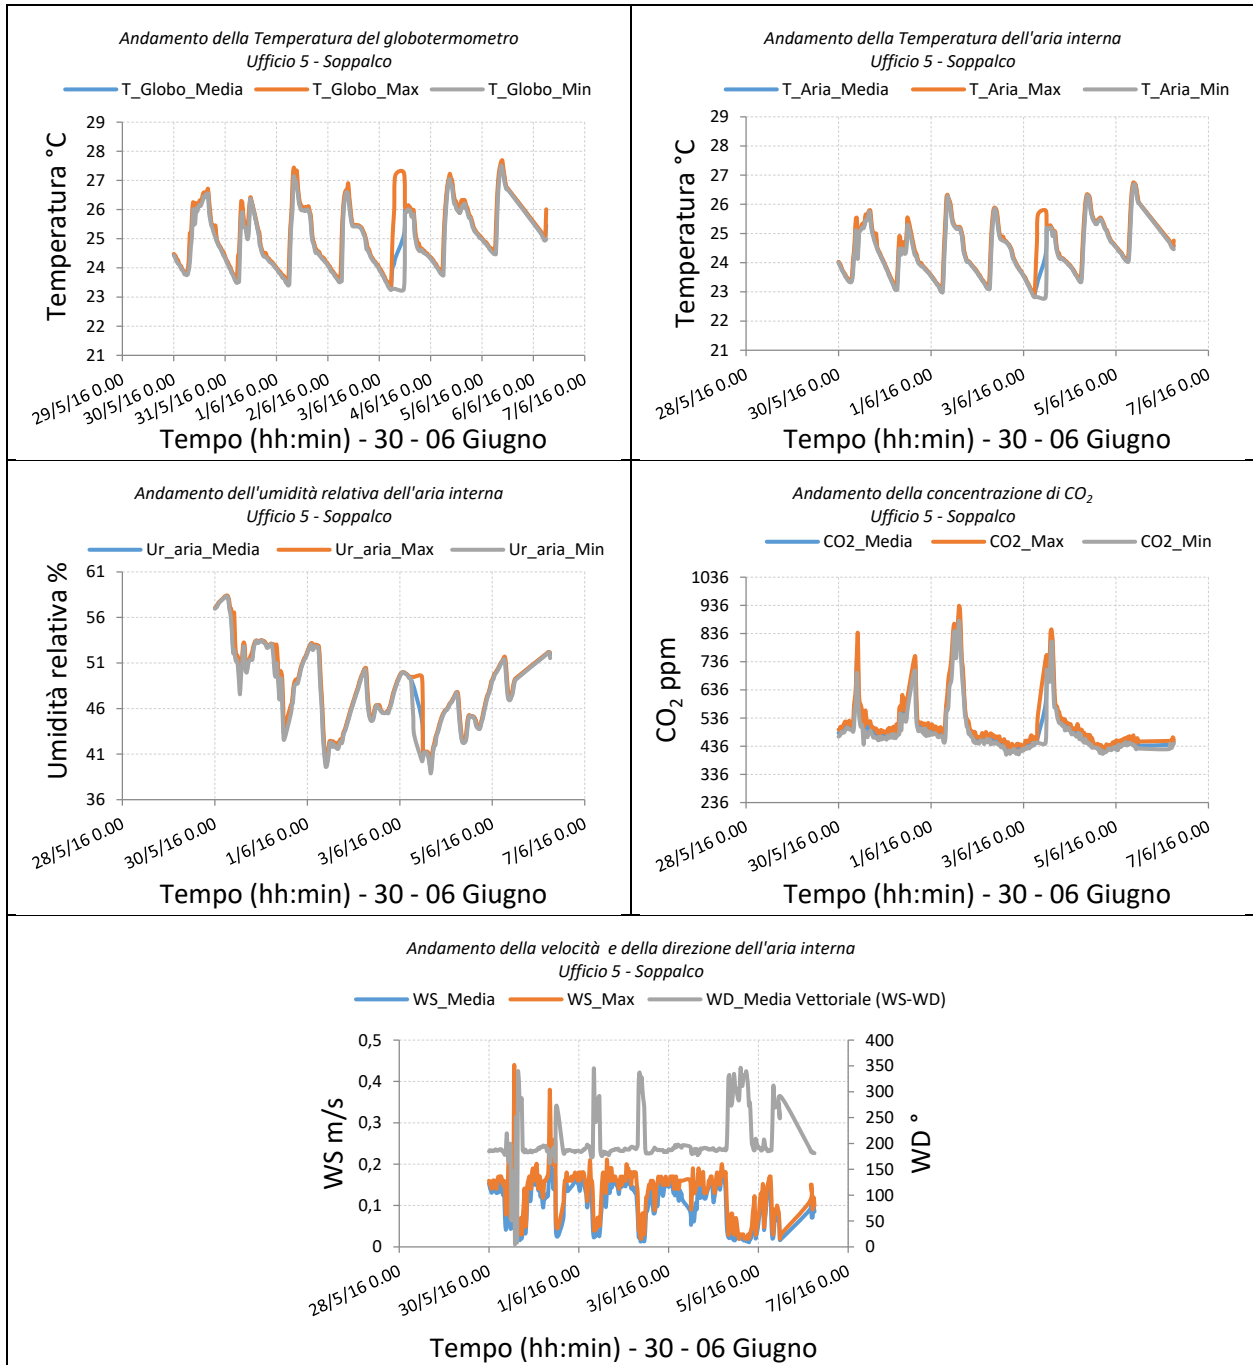 Andamento della Temperatura del globotermometro
Ufficio 5 - Soppalco
T_Globo_Media T_Globo_Max T_Globo_Min
29
28
27
26
25
24
23
22
21
Temperatura °C
29/5/16 0.00 30/5/16 0.00 31/5/16 0.00 1/6/16 0.00 2/6/16 0.00 3/6/16 0.00 4/6/16 0.00 5/6/16 0.00 6/6/16 0.00 7/6/16 0.00
Tempo (hh:min) - 30 - 06 Giugno
Andamento della Temperatura dell'aria interna
Ufficio 5 - Soppalco
T_Aria_Media T_Aria_Max T_Aria_Min
29
28
27
26
25
24
23
22
21
Temperatura °C
28/5/16 0.00 30/5/16 0.00 1/6/16 0.00 3/6/16 0.00 5/6/16 0.00 7/6/16 0.00
Tempo (hh:min) - 30 - 06 Giugno
Andamento dell'umidità relativa dell'aria interna
Ufficio 5 - Soppalco
Ur_aria_Media Ur_aria_Max Ur_aria_Min
61
56
51
46
41
36
Umidità relativa %
28/5/16 0.00 30/5/16 0.00 1/6/16 0.00 3/6/16 0.00 5/6/16 0.00 7/6/16 0.00
Tempo (hh:min) - 30 - 06 Giugno
Andamento della concentrazione di CO₂
Ufficio 5 - Soppalco
CO2_Media CO2_Max CO2_Min
1036
936
836
736
636
536
436
336
236
CO₂ ppm
28/5/16 0.00 30/5/16 0.00 1/6/16 0.00 3/6/16 0.00 5/6/16 0.00 7/6/16 0.00
Tempo (hh:min) - 30 - 06 Giugno
Andamento della velocità e della direzione dell'aria interna
Ufficio 5 - Soppalco
WS_Media WS_Max WD_Media Vettoriale (WS-WD)
0,5
0,4
0,3
0,2
0,1
0
WS m/s
400
350
300
250
200
150
100
50
0
WD °
28/5/16 0.00 30/5/16 0.00 1/6/16 0.00 3/6/16 0.00 5/6/16 0.00 7/6/16 0.00
Tempo (hh:min) - 30 - 06 Giugno